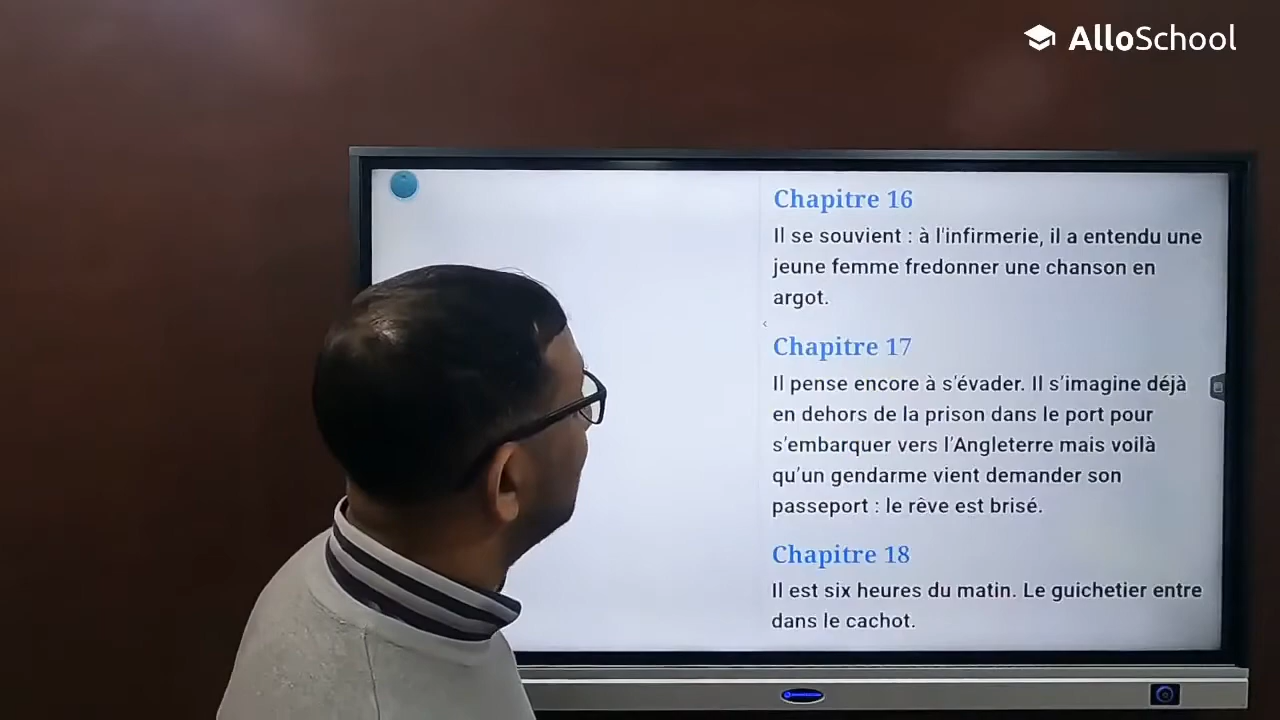 AlloSchool
Chapitre 16
Il se souvient : à l'infirmerie, il a entendu une
jeune femme fredonner une chanson en
argot.
Chapitre 17
Il pense encore à s'évader. Il s'imagine déjà
en dehors de la prison dans le port pour
s'embarquer vers l'Angleterre mais voilà
qu'un gendarme vient demander son
passeport : le rêve est brisé.
Chapitre 18
Il est six heures du matin. Le guichetier entre
dans le cachot.